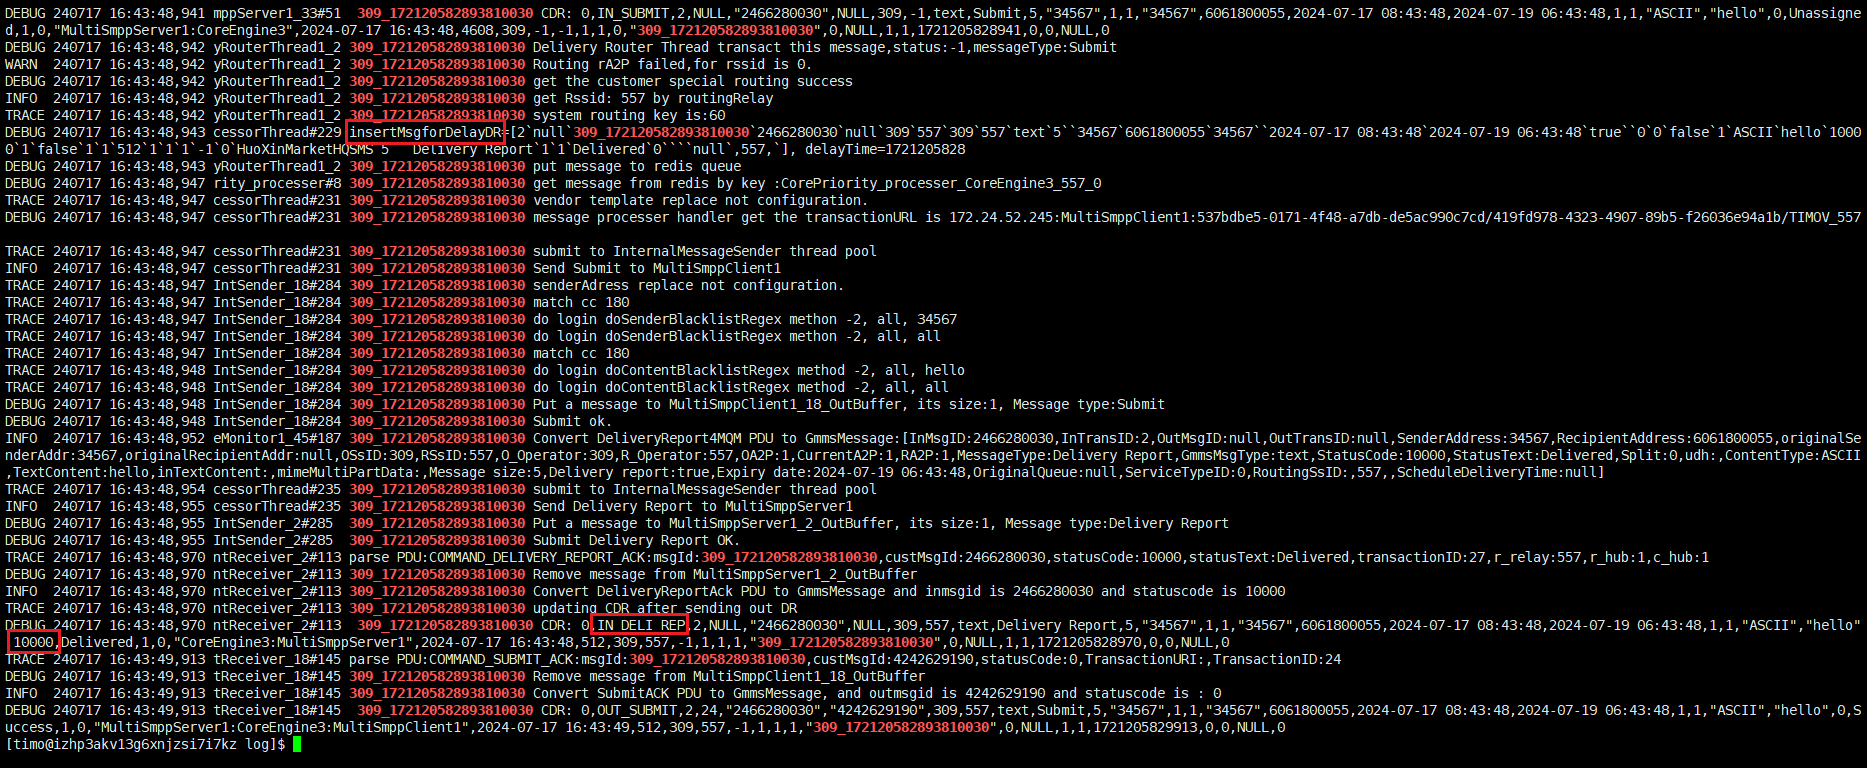 DEBUG 240717 16:43:48,941 mppServer1_33#51  309_172120582893810030 CDR: 0,IN_SUBMIT,2,NULL,"2466280030",NULL,309,-1,text,Submit,5,"34567",1,1,"34567",6061800055,2024-07-17 08:43:48,2024-07-19 06:43:48,1,1,"ASCII","hello",0,Unassigne
d,1,0,"MultiSmppServer1:CoreEngine3",2024-07-17 16:43:48,4608,309,-1,-1,1,1,0,"309_172120582893810030",0,NULL,1,1,1721205828941,0,0,NULL,0
DEBUG 240717 16:43:48,942 yRouterThread1_2 309_172120582893810030 Delivery Router Thread transact this message,status:-1,messageType:Submit
WARN  240717 16:43:48,942 yRouterThread1_2 309_172120582893810030 Routing rA2P failed,for rssid is 0.
DEBUG 240717 16:43:48,942 yRouterThread1_2 309_172120582893810030 get the customer special routing success
INFO  240717 16:43:48,942 yRouterThread1_2 309_172120582893810030 get Rssid: 557 by routingRelay
TRACE 240717 16:43:48,942 yRouterThread1_2 309_172120582893810030 system routing key is:60
DEBUG 240717 16:43:48,943 cessorThread#229 insertMsgforDelayDR=[2`null`309_172120582893810030`2466280030`null`309`557`309`557`text`5``34567`6061800055`34567``2024-07-17 08:43:48`2024-07-19 06:43:48`true``0`0`false`1`ASCII`hello`1000
0`1`false`1`1`512`1`1`1`-1`0`HuoXinMarketHQSMS 5   Delivery Report`1`1`Delivered`0````null`,557,`], delayTime=1721205828
DEBUG 240717 16:43:48,943 yRouterThread1_2 309_172120582893810030 put message to redis queue
DEBUG 240717 16:43:48,947 rity_processer#8 309_172120582893810030 get message from redis by key :CorePriority_processer_CoreEngine3_557_0
TRACE 240717 16:43:48,947 cessorThread#231 309_172120582893810030 vendor template replace not configuration.
DEBUG 240717 16:43:48,947 cessorThread#231 309_172120582893810030 message processer handler get the transactionURL is 172.24.52.245:MultiSmppClient1:537bdbe5-0171-4f48-a7db-de5ac990c7cd/419fd978-4323-4907-89b5-f26036e94a1b/TIMOV_557
TRACE 240717 16:43:48,947 cessorThread#231 309_172120582893810030 submit to InternalMessageSender thread pool
INFO  240717 16:43:48,947 cessorThread#231 309_172120582893810030 Send Submit to MultiSmppClient1
TRACE 240717 16:43:48,947 IntSender_18#284 309_172120582893810030 senderAdress replace not configuration.
TRACE 240717 16:43:48,947 IntSender_18#284 309_172120582893810030 match cc 180
TRACE 240717 16:43:48,947 IntSender_18#284 309_172120582893810030 do login doSenderBlacklistRegex methon -2, all, 34567
TRACE 240717 16:43:48,947 IntSender_18#284 309_172120582893810030 do login doSenderBlacklistRegex methon -2, all, all
TRACE 240717 16:43:48,947 IntSender_18#284 309_172120582893810030 match cc 180
TRACE 240717 16:43:48,948 IntSender_18#284 309_172120582893810030 do login doContentBlacklistRegex method -2, all, hello
TRACE 240717 16:43:48,948 IntSender_18#284 309_172120582893810030 do login doContentBlacklistRegex method -2, all, all
DEBUG 240717 16:43:48,948 IntSender_18#284 309_172120582893810030 Put a message to MultiSmppClient1_18_OutBuffer, its size:1, Message type:Submit
DEBUG 240717 16:43:48,948 IntSender_18#284 309_172120582893810030 Submit ok.
INFO  240717 16:43:48,952 eMonitor1_45#187 309_172120582893810030 Convert DeliveryReport4MQM PDU to GmmsMessage:[InMsgID:2466280030,InTransID:2,OutMsgID:null,OutTransID:null,SenderAddress:34567,RecipientAddress:6061800055,originalSe
nderAddr:34567,originalRecipientAddr:null,OSsID:309,RSsID:557,O_Operator:309,R_Operator:557,OA2P:1,CurrentA2P:1,RA2P:1,MessageType:Delivery Report,GmmsMsgType:text,StatusCode:10000,StatusText:Delivered,Split:0,udh:,ContentType:ASCII
,TextContent:hello,inTextContent:,mimeMultiPartData:,Message size:5,Delivery report:true,Expiry date:2024-07-19 06:43:48,OriginalQueue:null,ServiceTypeID:0,RoutingSsID:,557,,ScheduleDeliveryTime:null]
TRACE 240717 16:43:48,954 cessorThread#235 309_172120582893810030 submit to InternalMessageSender thread pool
INFO  240717 16:43:48,955 cessorThread#235 309_172120582893810030 Send Delivery Report to MultiSmppServer1
DEBUG 240717 16:43:48,955 IntSender_2#285  309_172120582893810030 Put a message to MultiSmppServer1_2_OutBuffer, its size:1, Message type:Delivery Report
DEBUG 240717 16:43:48,955 IntSender_2#285  309_172120582893810030 Submit Delivery Report OK.
TRACE 240717 16:43:48,970 ntReceiver_2#113 parse PDU:COMMAND_DELIVERY_REPORT_ACK:msgId:309_172120582893810030,custMsgId:2466280030,statusCode:10000,statusText:Delivered,transactionID:27,r_relay:557,r_hub:1,c_hub:1
DEBUG 240717 16:43:48,970 ntReceiver_2#113 309_172120582893810030 Remove message from MultiSmppServer1_2_OutBuffer
INFO  240717 16:43:48,970 ntReceiver_2#113 309_172120582893810030 Convert DeliveryReportAck PDU to GmmsMessage and inmsgid is 2466280030 and statuscode is 10000
TRACE 240717 16:43:48,970 ntReceiver_2#113 309_172120582893810030 updating CDR after sending out DR
DEBUG 240717 16:43:48,970 ntReceiver_2#113 309_172120582893810030 CDR: 0,IN_DELI_REP,2,NULL,"2466280030",NULL,309,557,text,Delivery Report,5,"34567",1,1,"34567",6061800055,2024-07-17 08:43:48,2024-07-19 06:43:48,1,1,"ASCII","hello"
,10000,Delivered,1,0,"CoreEngine3:MultiSmppServer1",2024-07-17 16:43:48,512,309,557,-1,1,1,1,"309_172120582893810030",0,NULL,1,1,1721205828970,0,0,NULL,0
TRACE 240717 16:43:49,913 tReceiver_18#145 parse PDU:COMMAND_SUBMIT_ACK:msgId:309_172120582893810030,custMsgId:4242629190,statusCode:0,TransactionURI:,TransactionID:24
DEBUG 240717 16:43:49,913 tReceiver_18#145 309_172120582893810030 Remove message from MultiSmppClient1_18_OutBuffer
INFO  240717 16:43:49,913 tReceiver_18#145 309_172120582893810030 Convert SubmitACK PDU to GmmsMessage, and outmsgid is 4242629190 and statuscode is : 0
DEBUG 240717 16:43:49,913 tReceiver_18#145  309_172120582893810030 CDR: 0,OUT_SUBMIT,2,24,"2466280030","4242629190",309,557,text,Submit,5,"34567",1,1,"34567",6061800055,2024-07-17 08:43:48,2024-07-19 06:43:48,1,1,"ASCII","hello",0,S
uccess,1,0,"MultiSmppServer1:CoreEngine3:MultiSmppClient1",2024-07-17 16:43:49,512,309,557,-1,1,1,1,"309_172120582893810030",0,NULL,1,1,1721205829913,0,0,NULL,0
[timo@izhp3akv13g6xnjzsi7i7kz log]$